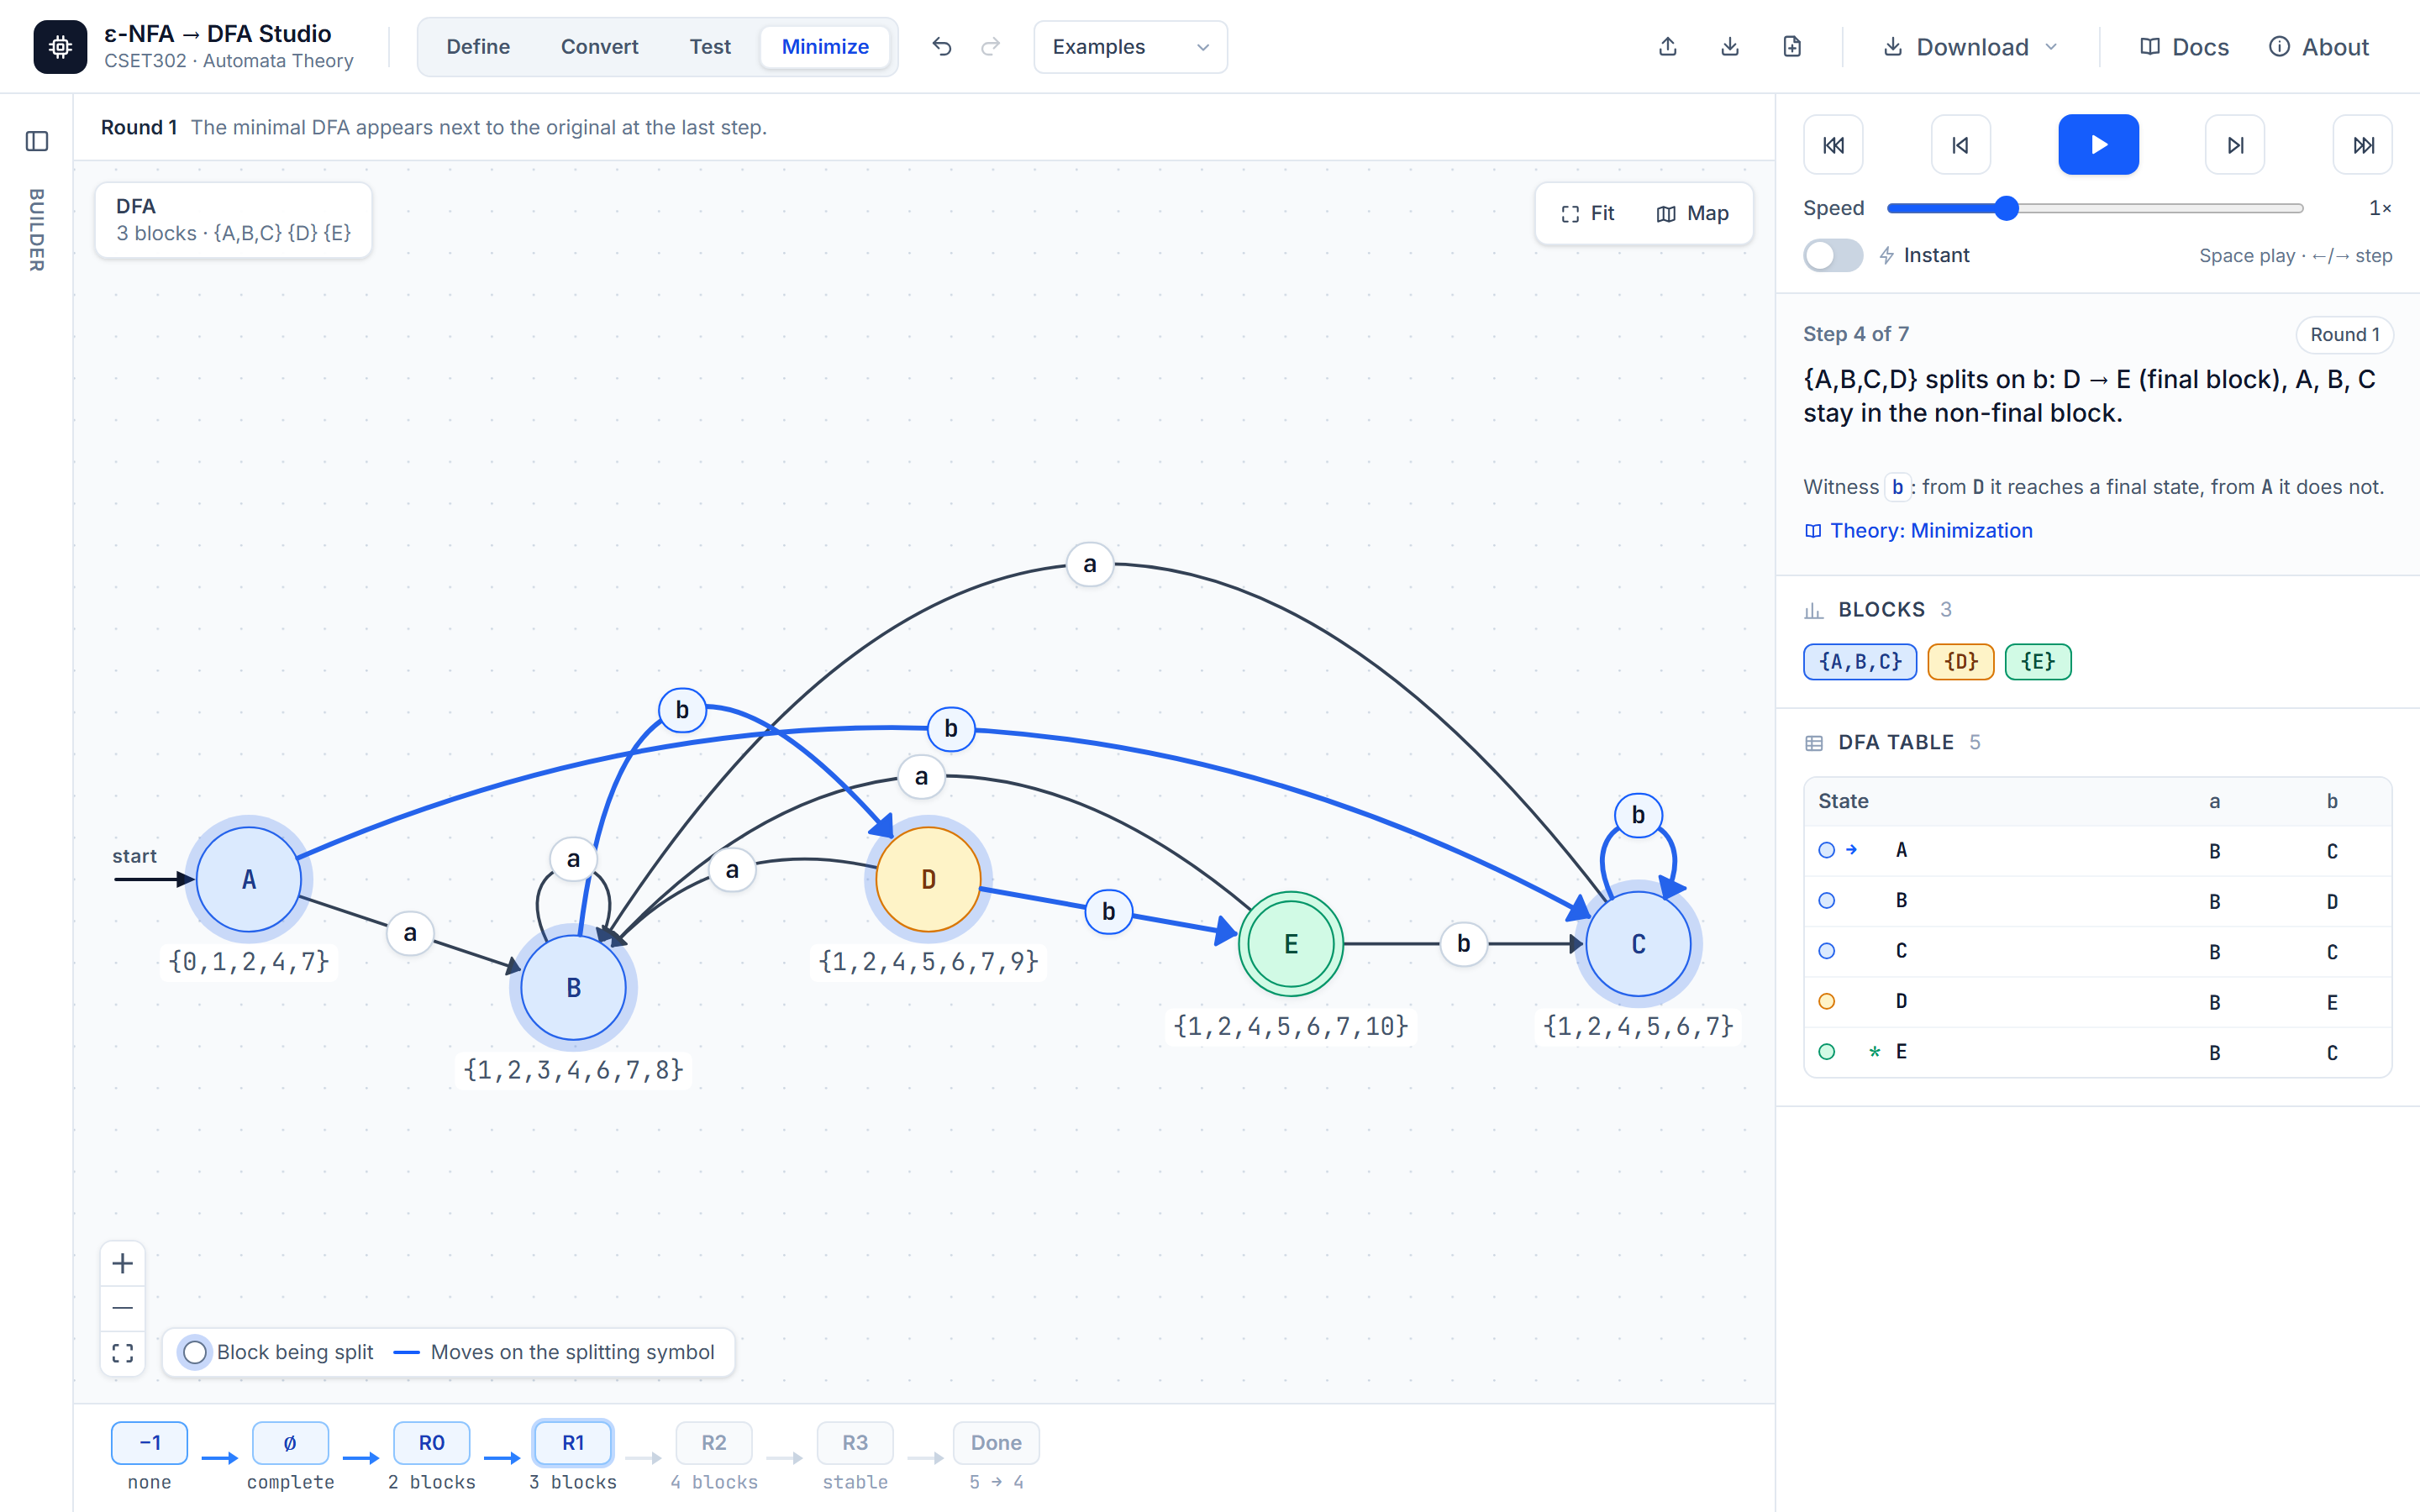 ε-NFA → DFA Studio
CSET302 · Automata Theory
Define Convert Test Minimize
Examples
Download
Docs
About
BUILDER
Round 1 The minimal DFA appears next to the original at the last step.
DFA
3 blocks · {A,B,C} {D} {E}
Fit
Map
a
b
b
a
b
a
a
b
a
b
start
A
B
D
E
C
{0,1,2,4,7}
{1,2,3,4,6,7,8}
{1,2,4,5,6,7,9}
{1,2,4,5,6,7,10}
{1,2,4,5,6,7}
Block being split
Moves on the splitting symbol
−1 ∅ R0 R1 R2 R3 Done
none complete 2 blocks 3 blocks 4 blocks stable 5 → 4
Speed 1×
Instant
Space play · ←/→ step
Step 4 of 7
Round 1
{A,B,C,D} splits on b: D → E (final block), A, B, C
stay in the non-final block.
Witness b : from D it reaches a final state, from A it does not.
Theory: Minimization
BLOCKS 3
{A,B,C} {D} {E}
DFA TABLE 5
State a b
→ A B C
B B D
C B C
D B E
* E B C